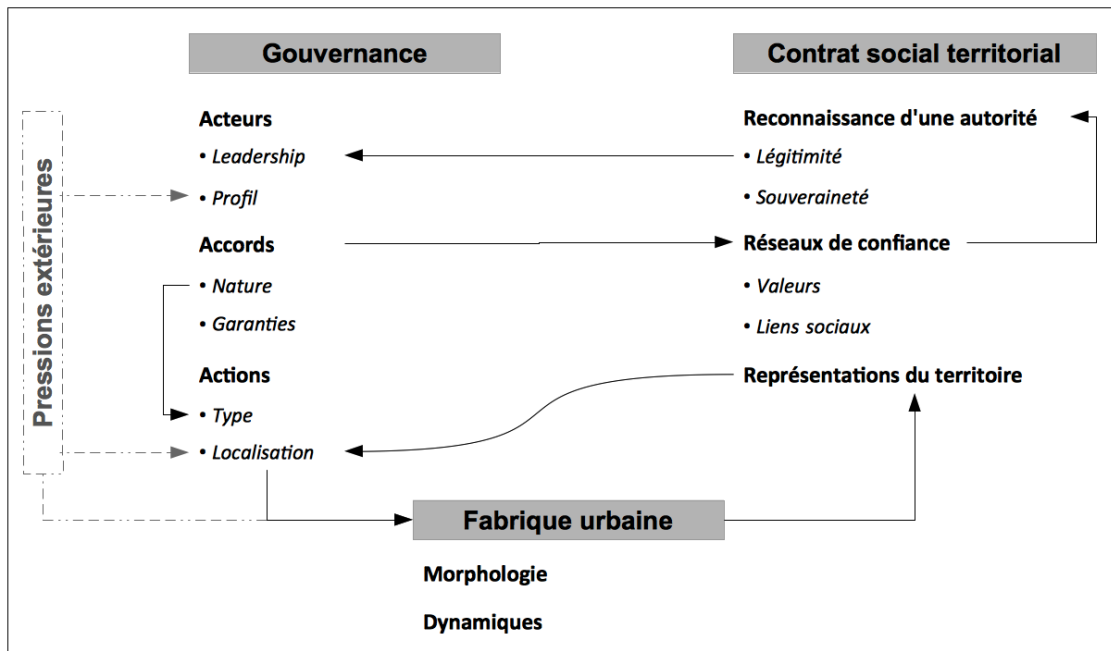 Gouvernance
Contrat social territorial
Pressions extérieures
Acteurs
• Leadership
• Profil
Accords
• Nature
• Garanties
Actions
• Type
• Localisation
Reconnaissance d'une autorité
• Légitimité
• Souveraineté
Réseaux de confiance
• Valeurs
• Liens sociaux
Représentations du territoire
Fabrique urbaine
Morphologie
Dynamiques